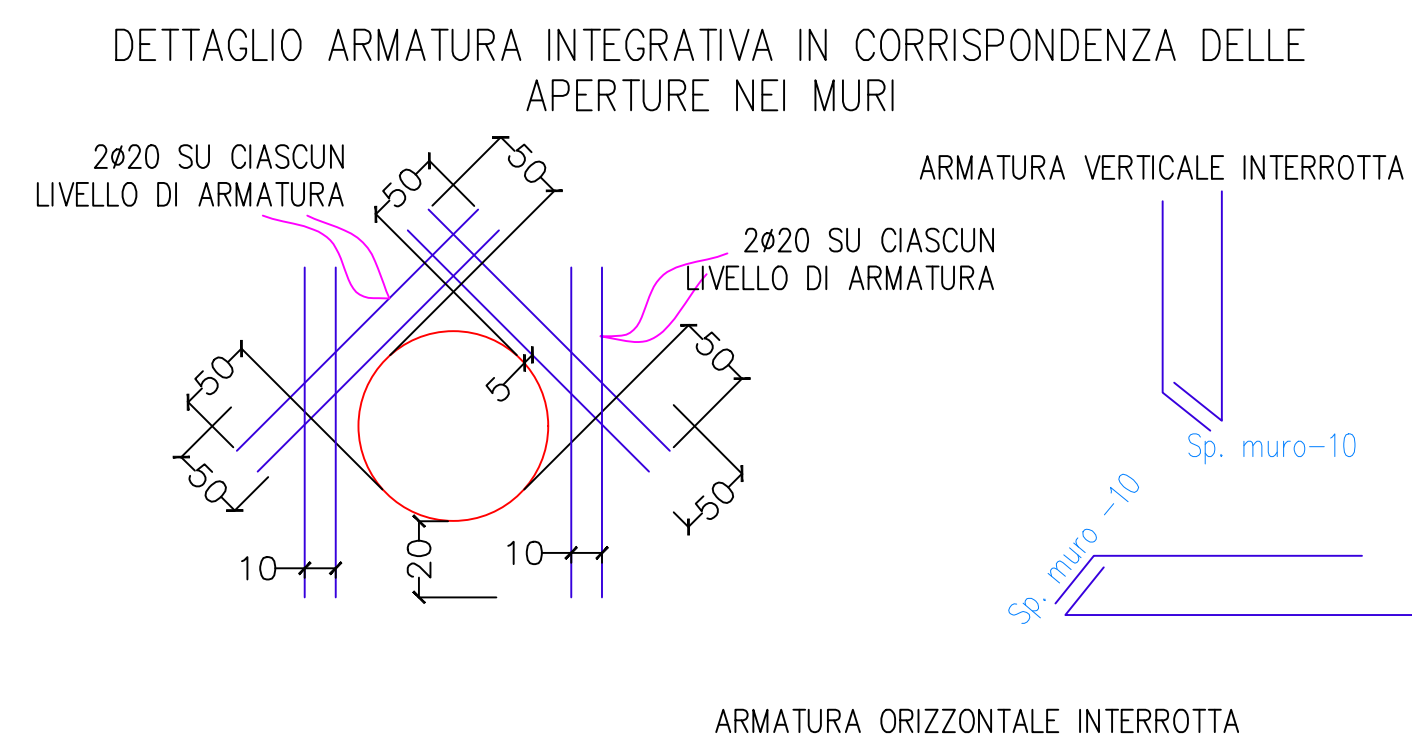 DETTAGLIO ARMATURA INTEGRATIVA IN CORRISPONDENZA DELLE
APERTURE NEI MURI
2ø20 SU CIASCUN
LIVELLO DI ARMATURA
50
50
ARMATURA VERTICALE INTERROTTA
2ø20 SU CIASCUN
LIVELLO DI ARMATURA
50
50
5
50
50
10
20
10
Sp. muro-10
Sp. muro -10
ARMATURA ORIZZONTALE INTERROTTA